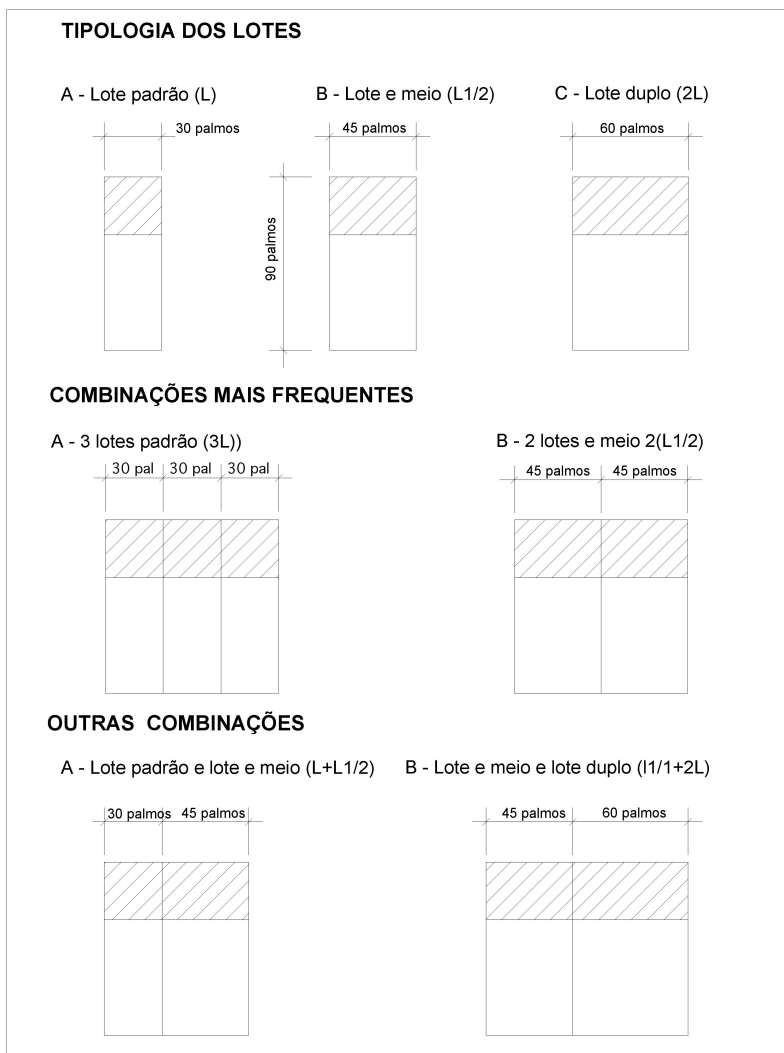 TIPOLOGIA DOS LOTES
A - Lote padrão (L)
B - Lote e meio (L1/2)
C - Lote duplo (2L)
30 palmos
45 palmos
60 palmos
90 palmos
COMBINAÇÕES MAIS FREQUENTES
A - 3 lotes padrão (3L))
B - 2 lotes e meio 2(L1/2)
30 pal
30 pal
30 pal
45 palmos
45 palmos
OUTRAS COMBINAÇÕES
A - Lote padrão e lote e meio (L+L1/2)
B - Lote e meio e lote duplo (l1/1+2L)
30 palmos
45 palmos
45 palmos
60 palmos